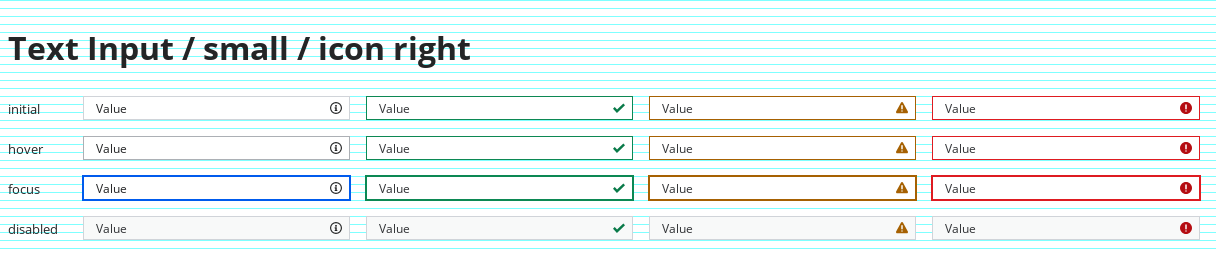 Text Input / small / icon right
initial Value Value Value Value
hover Value Value Value Value
focus Value Value Value Value
disabled Value Value Value Value